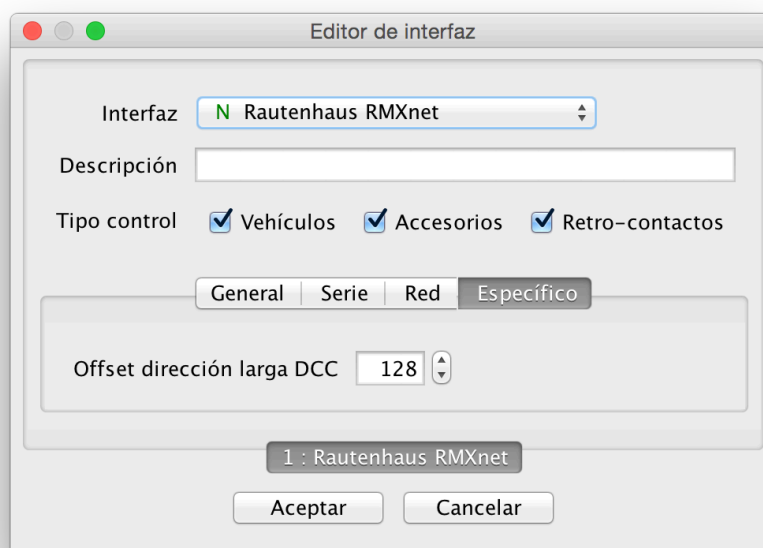 Editor de interfaz
Interfaz N Rautenhaus RMXnet
Descripción
Tipo control Vehículos Accesorios Retro-contactos
General Serie Red Específico
Offset dirección larga DCC 128
1 : Rautenhaus RMXnet
Aceptar Cancelar